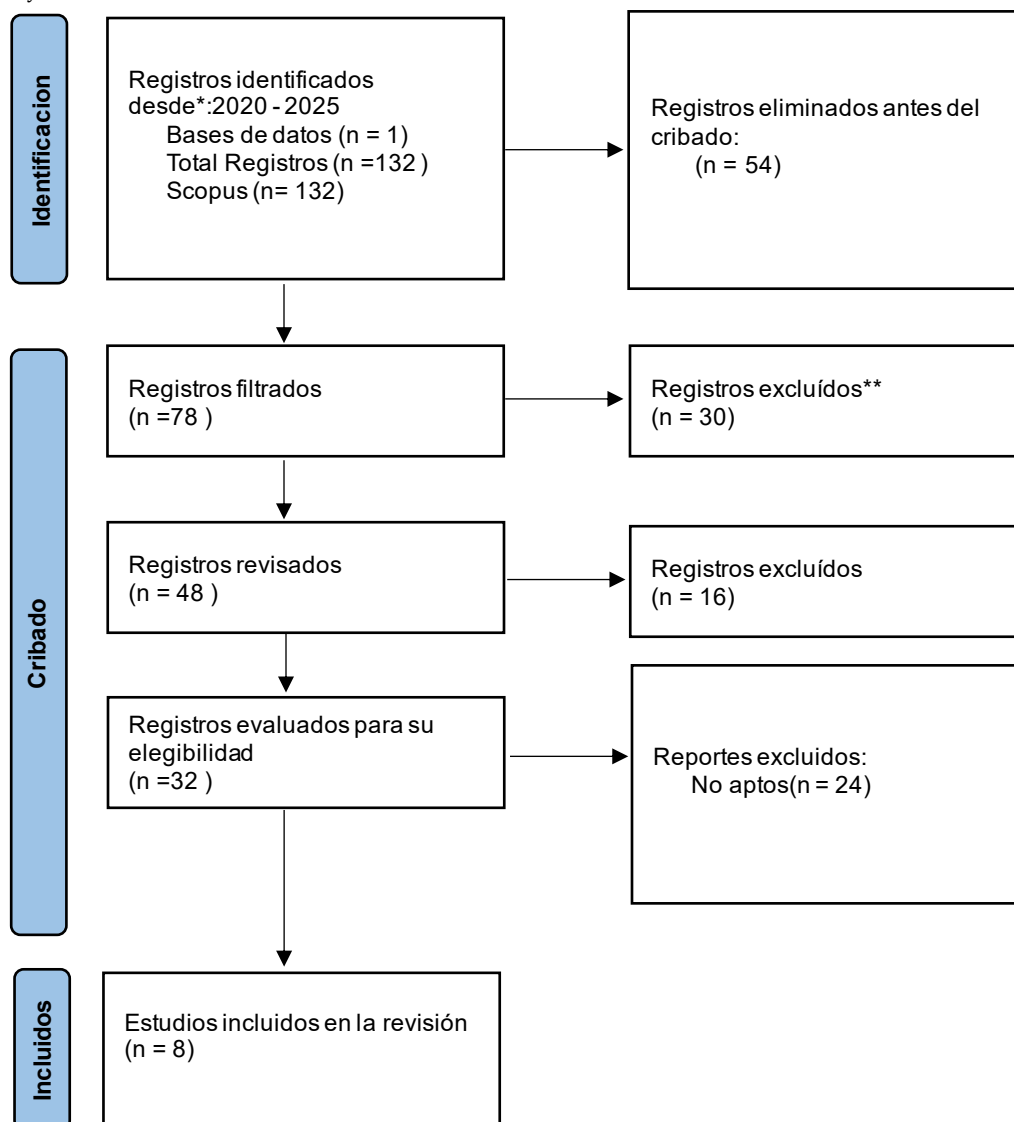 Identificacion
Registros identificados
desde*:2020 - 2025
Bases de datos (n = 1)
Total Registros (n =132 )
Scopus (n= 132)
Registros eliminados antes del
cribado:
(n = 54)
Cribado
Registros filtrados
(n =78 )
Registros excluídos**
(n = 30)
Registros revisados
(n = 48 )
Registros excluídos
(n = 16)
Registros evaluados para su
elegibilidad
(n =32 )
Reportes excluidos:
No aptos(n = 24)
Incluidos
Estudios incluidos en la revisión
(n = 8)